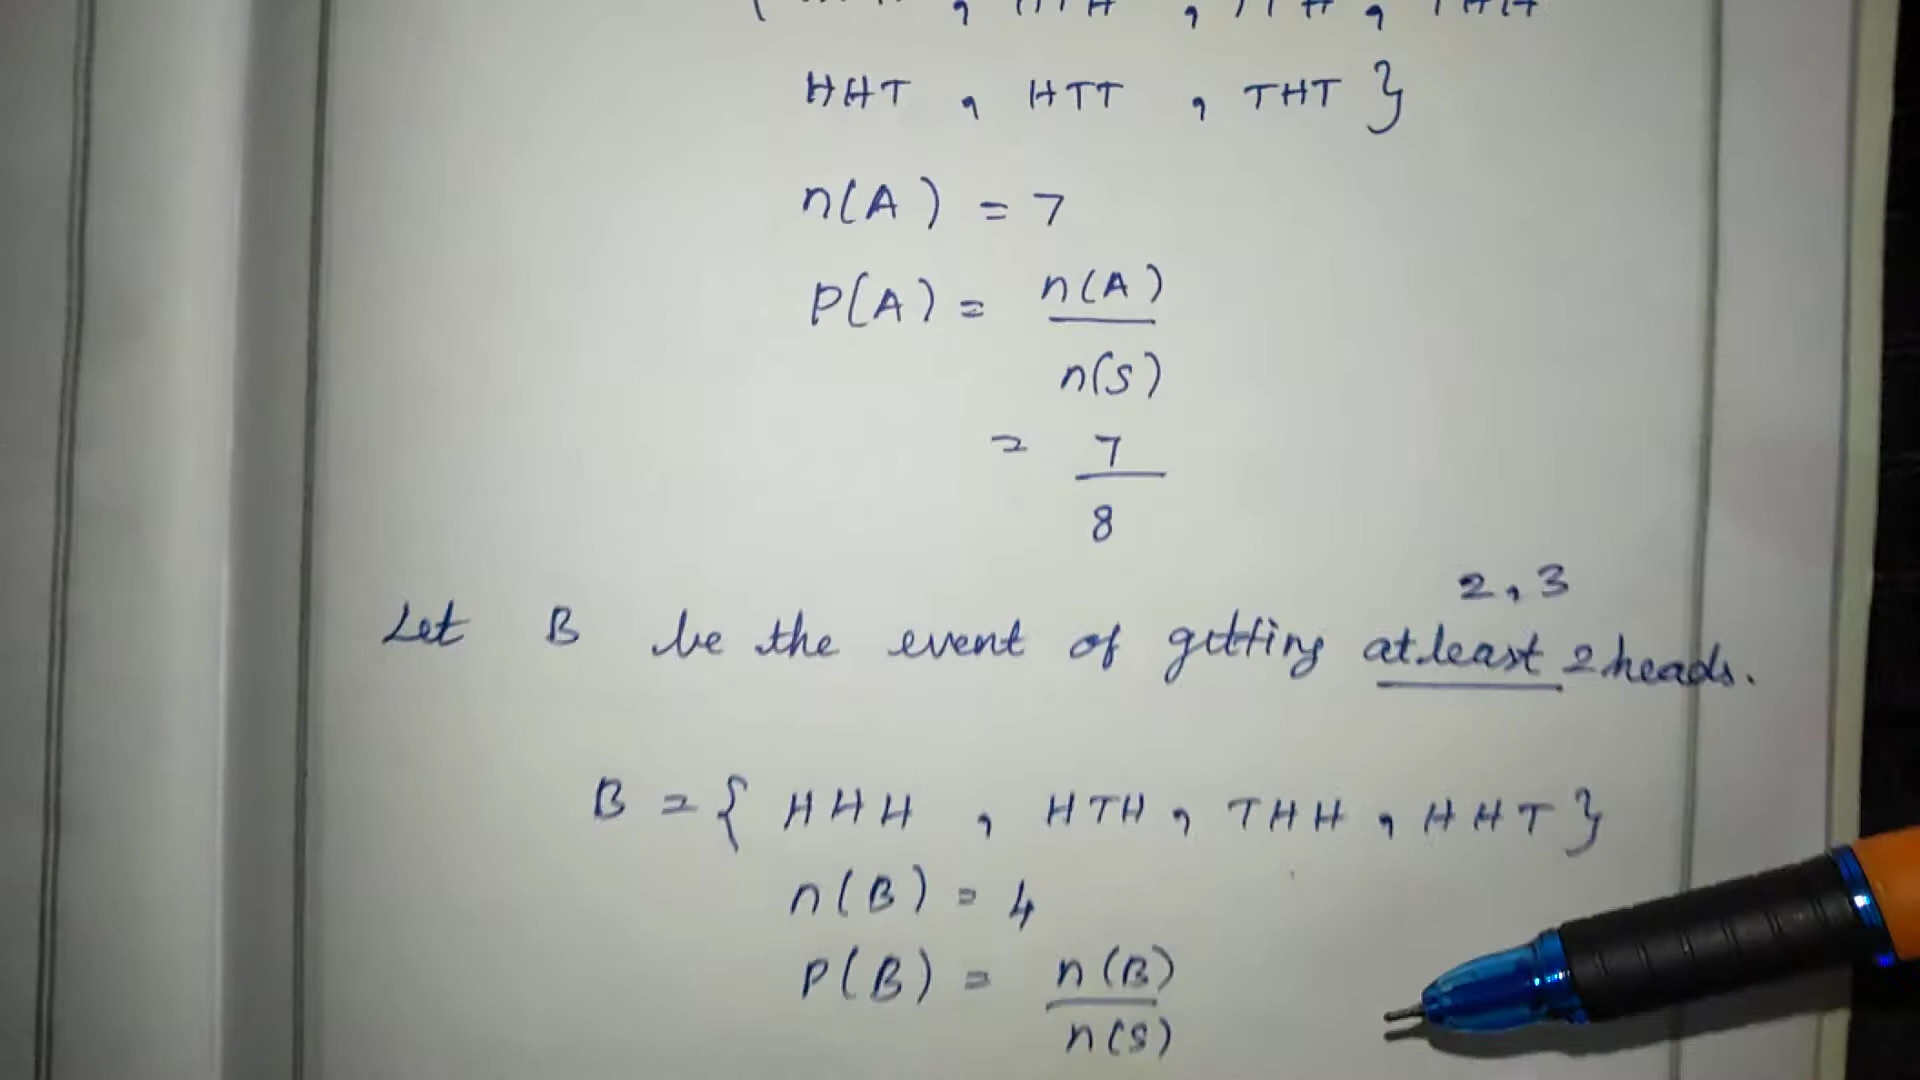 HHT , HTT , THT }
n(A) = 7
P(A) = n(A)
n(S)
= 7
8
2, 3
Let B be the event of getting atleast 2 heads.
B = { HHH , HTH , THH , HHT }
n(B) = 4
P(B) = n(B)
n(S)